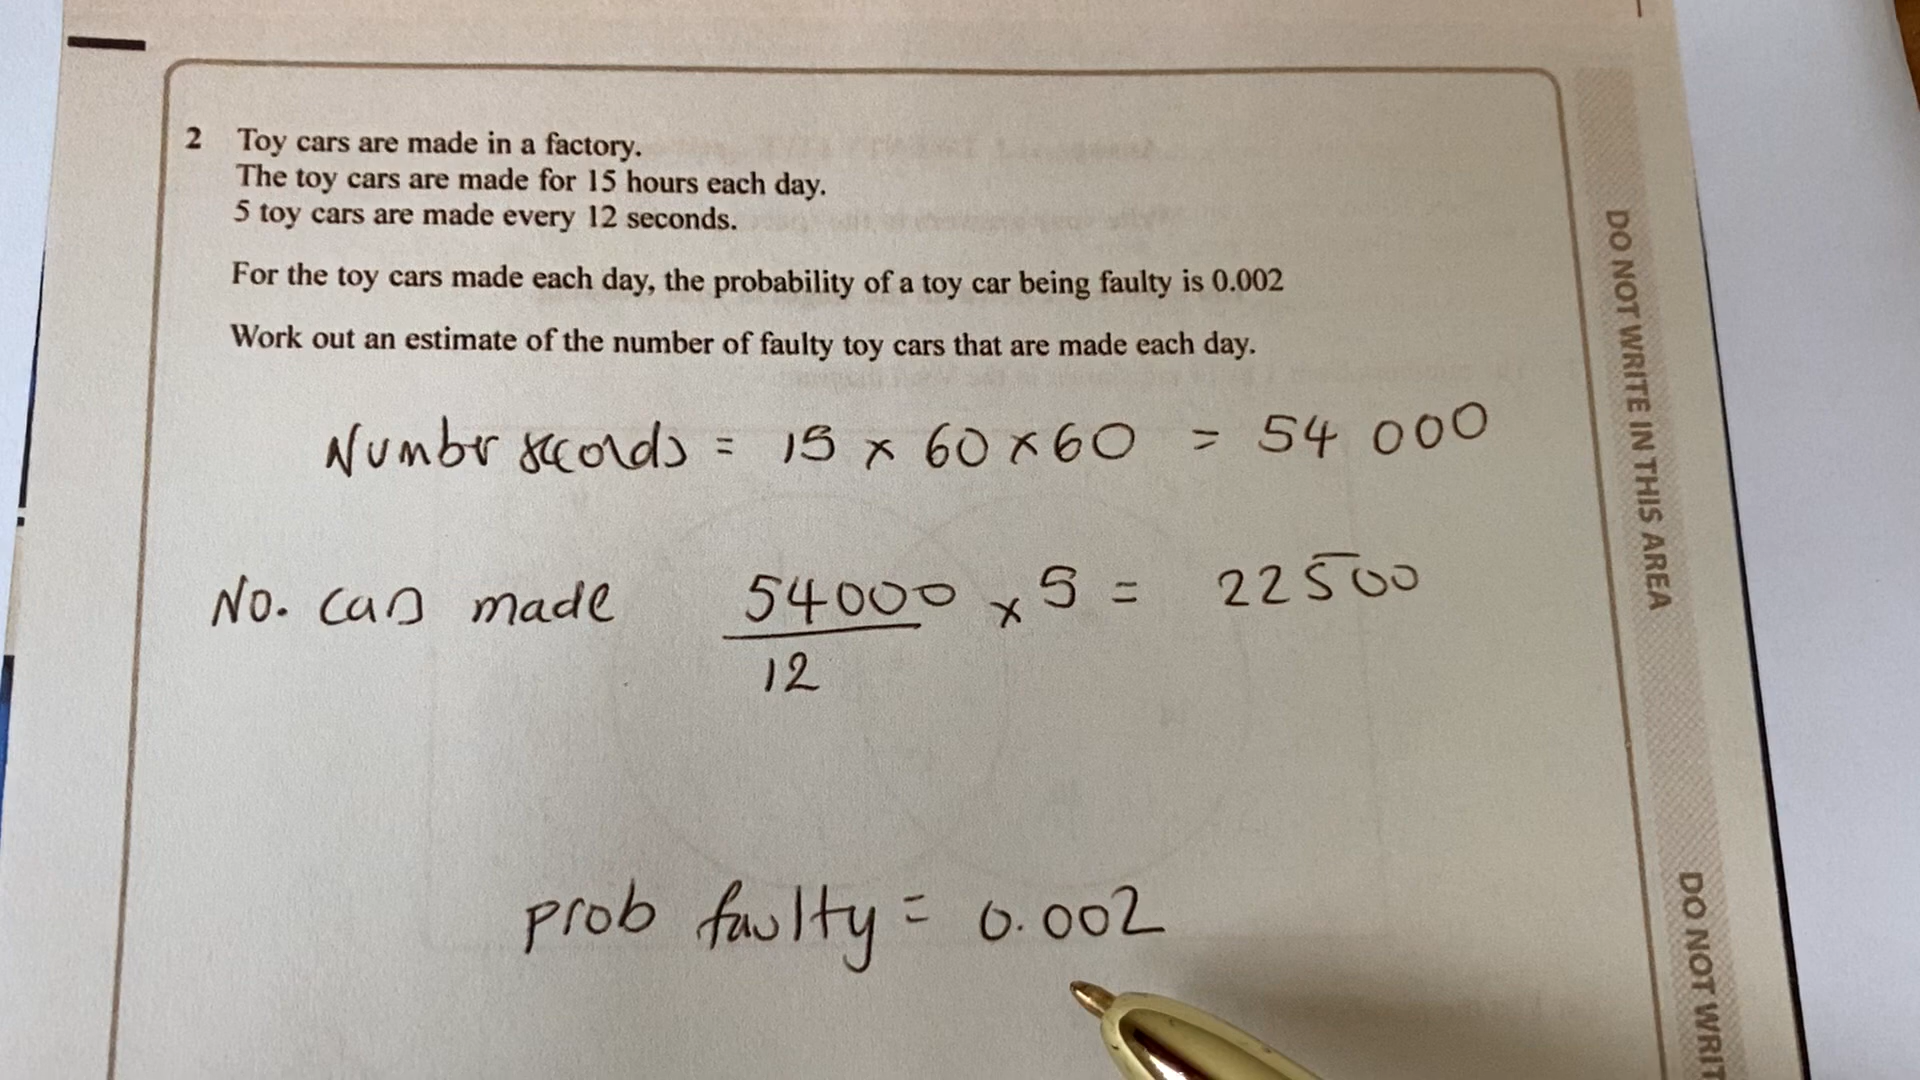 2 Toy cars are made in a factory.
The toy cars are made for 15 hours each day.
5 toy cars are made every 12 seconds.
For the toy cars made each day, the probability of a toy car being faulty is 0.002
Work out an estimate of the number of faulty toy cars that are made each day.
Number seconds = 15 x 60 x 60 = 54 000
No. cars made 54000 x 5 = 22500
12
prob faulty = 0.002
DO NOT WRITE IN THIS AREA
DO NOT WRIT